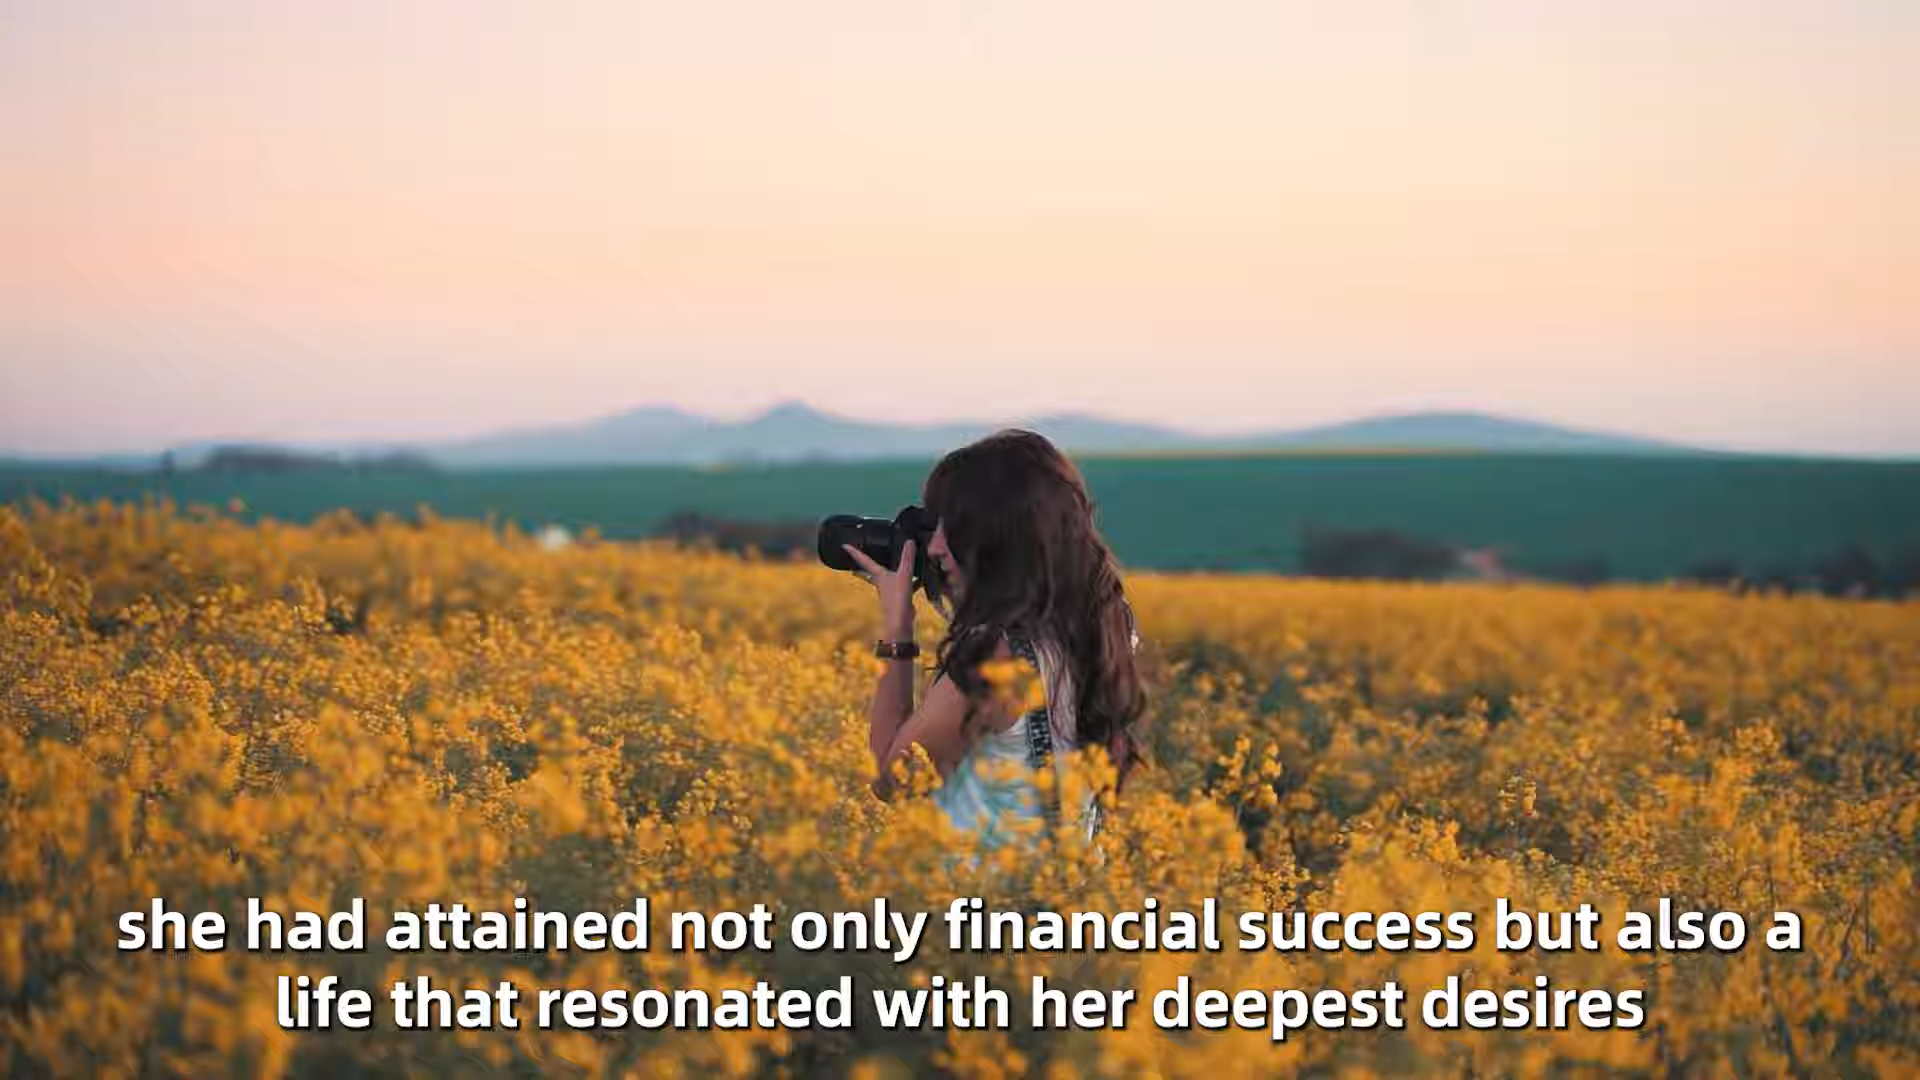 she had attained not only financial success but also a
life that resonated with her deepest desires